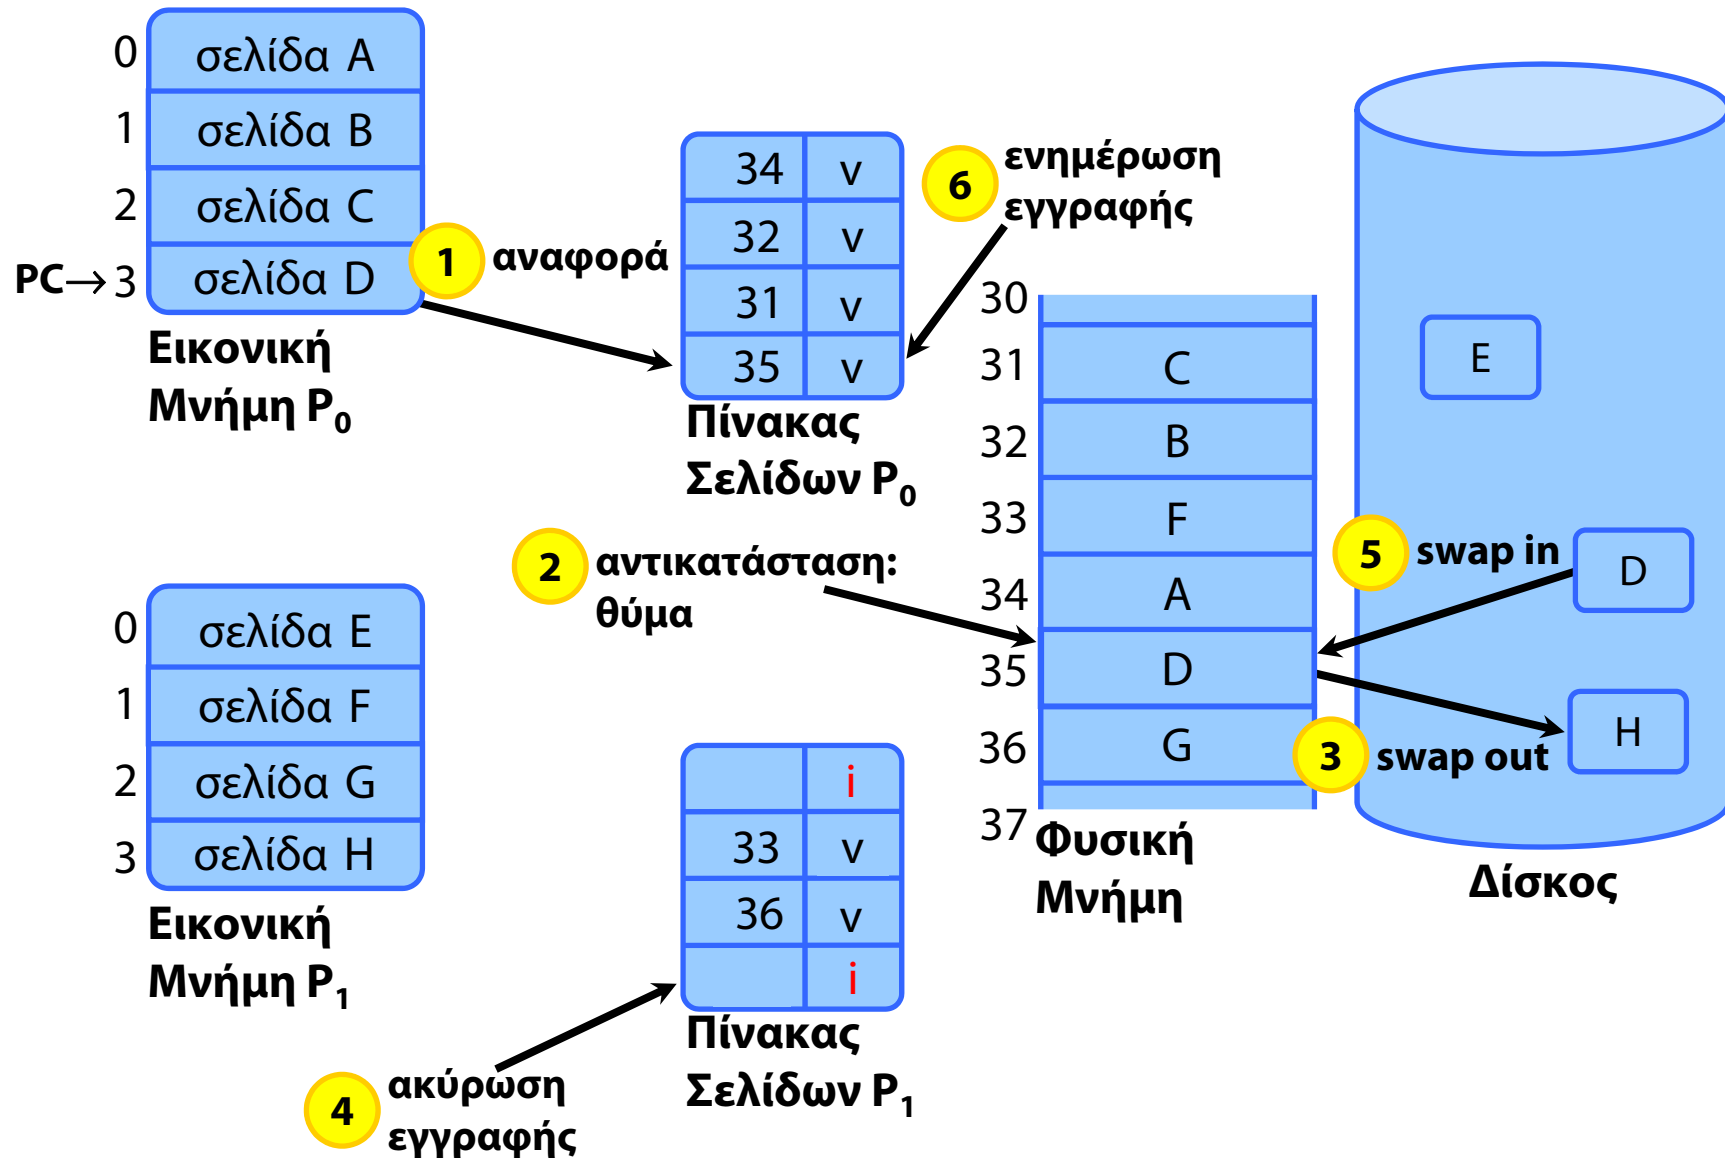 0 σελίδα A
1 σελίδα B
2 σελίδα C
PC→ 3 σελίδα D
Εικονική
Μνήμη P0
1 αναφορά
34 v
32 v
31 v
35 v
Πίνακας
Σελίδων P0
6 ενημέρωση
εγγραφής
2 αντικατάσταση:
θύμα
30
31 C
32 B
33 F
34 A
35 D
36 G
37
Φυσική
Μνήμη
E
5 swap in
D
3 swap out
H
Δίσκος
0 σελίδα E
1 σελίδα F
2 σελίδα G
3 σελίδα H
Εικονική
Μνήμη P1
i
33 v
36 v
i
Πίνακας
Σελίδων P1
4 ακύρωση
εγγραφής